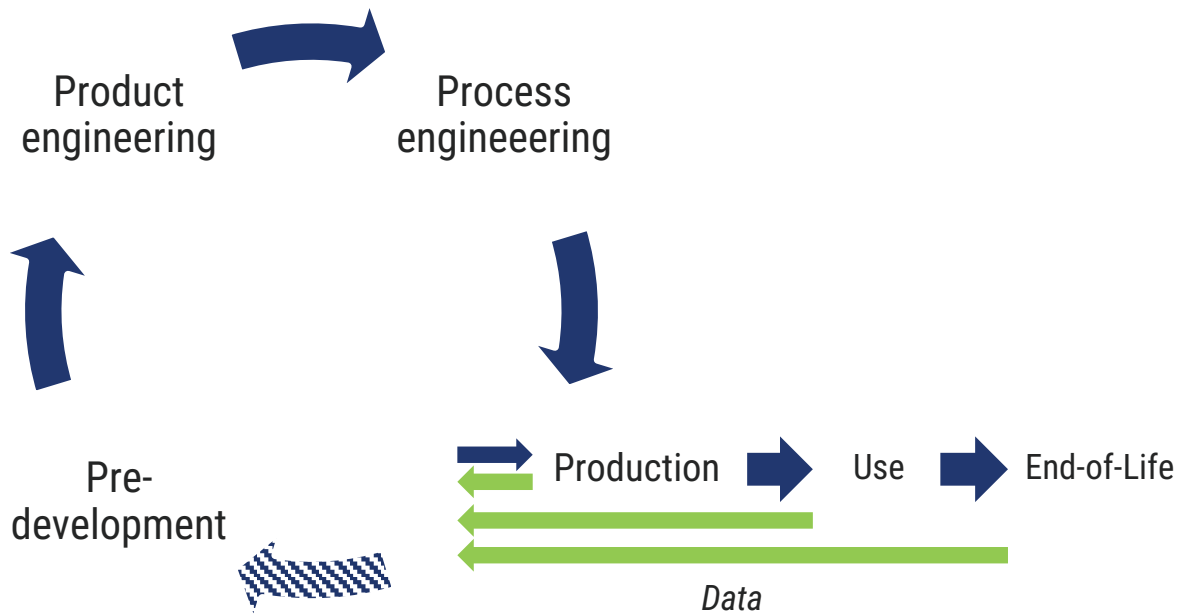 Product
engineering
Process
engineeering
Pre-
development
Production
Use
End-of-Life
Data